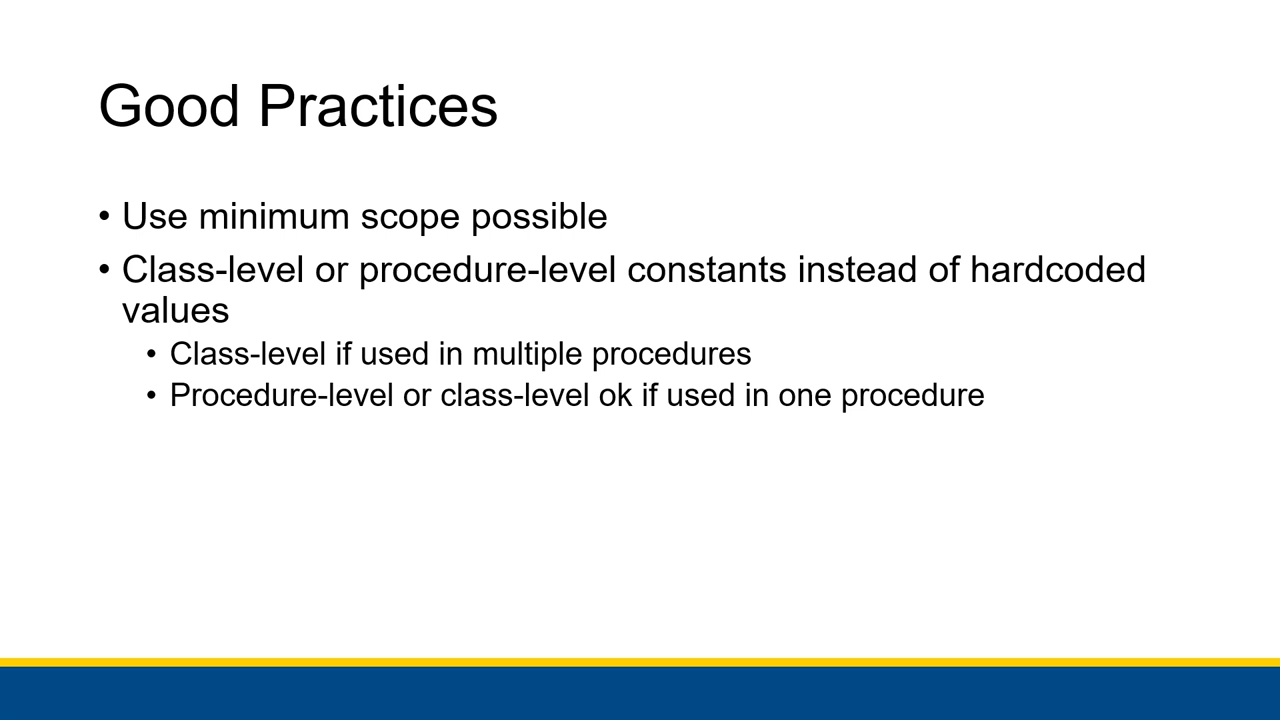 Good Practices
• Use minimum scope possible
• Class-level or procedure-level constants instead of hardcoded
values
• Class-level if used in multiple procedures
• Procedure-level or class-level ok if used in one procedure